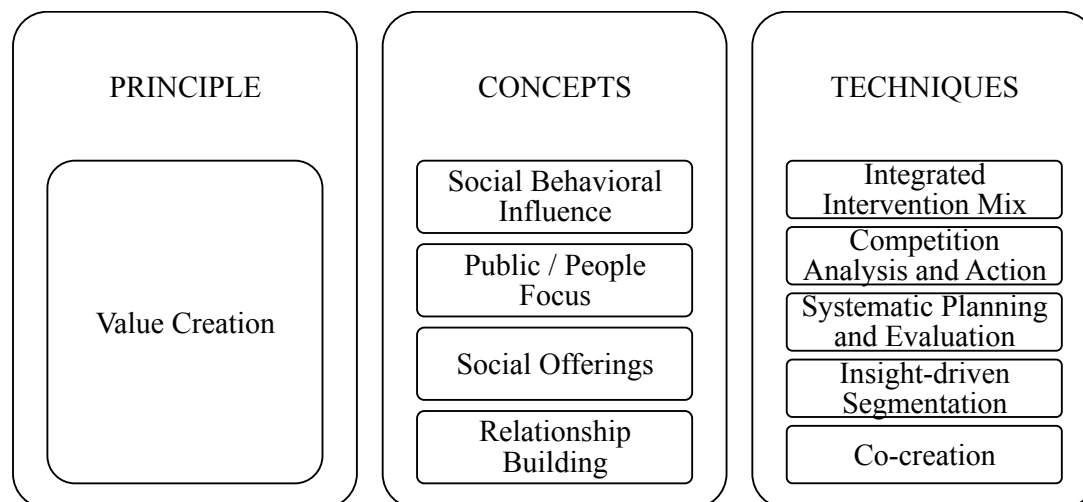 PRINCIPLE
Value Creation
CONCEPTS
Social Behavioral
Influence
Public / People
Focus
Social Offerings
Relationship
Building
TECHNIQUES
Integrated
Intervention Mix
Competition
Analysis and Action
Systematic Planning
and Evaluation
Insight-driven
Segmentation
Co-creation